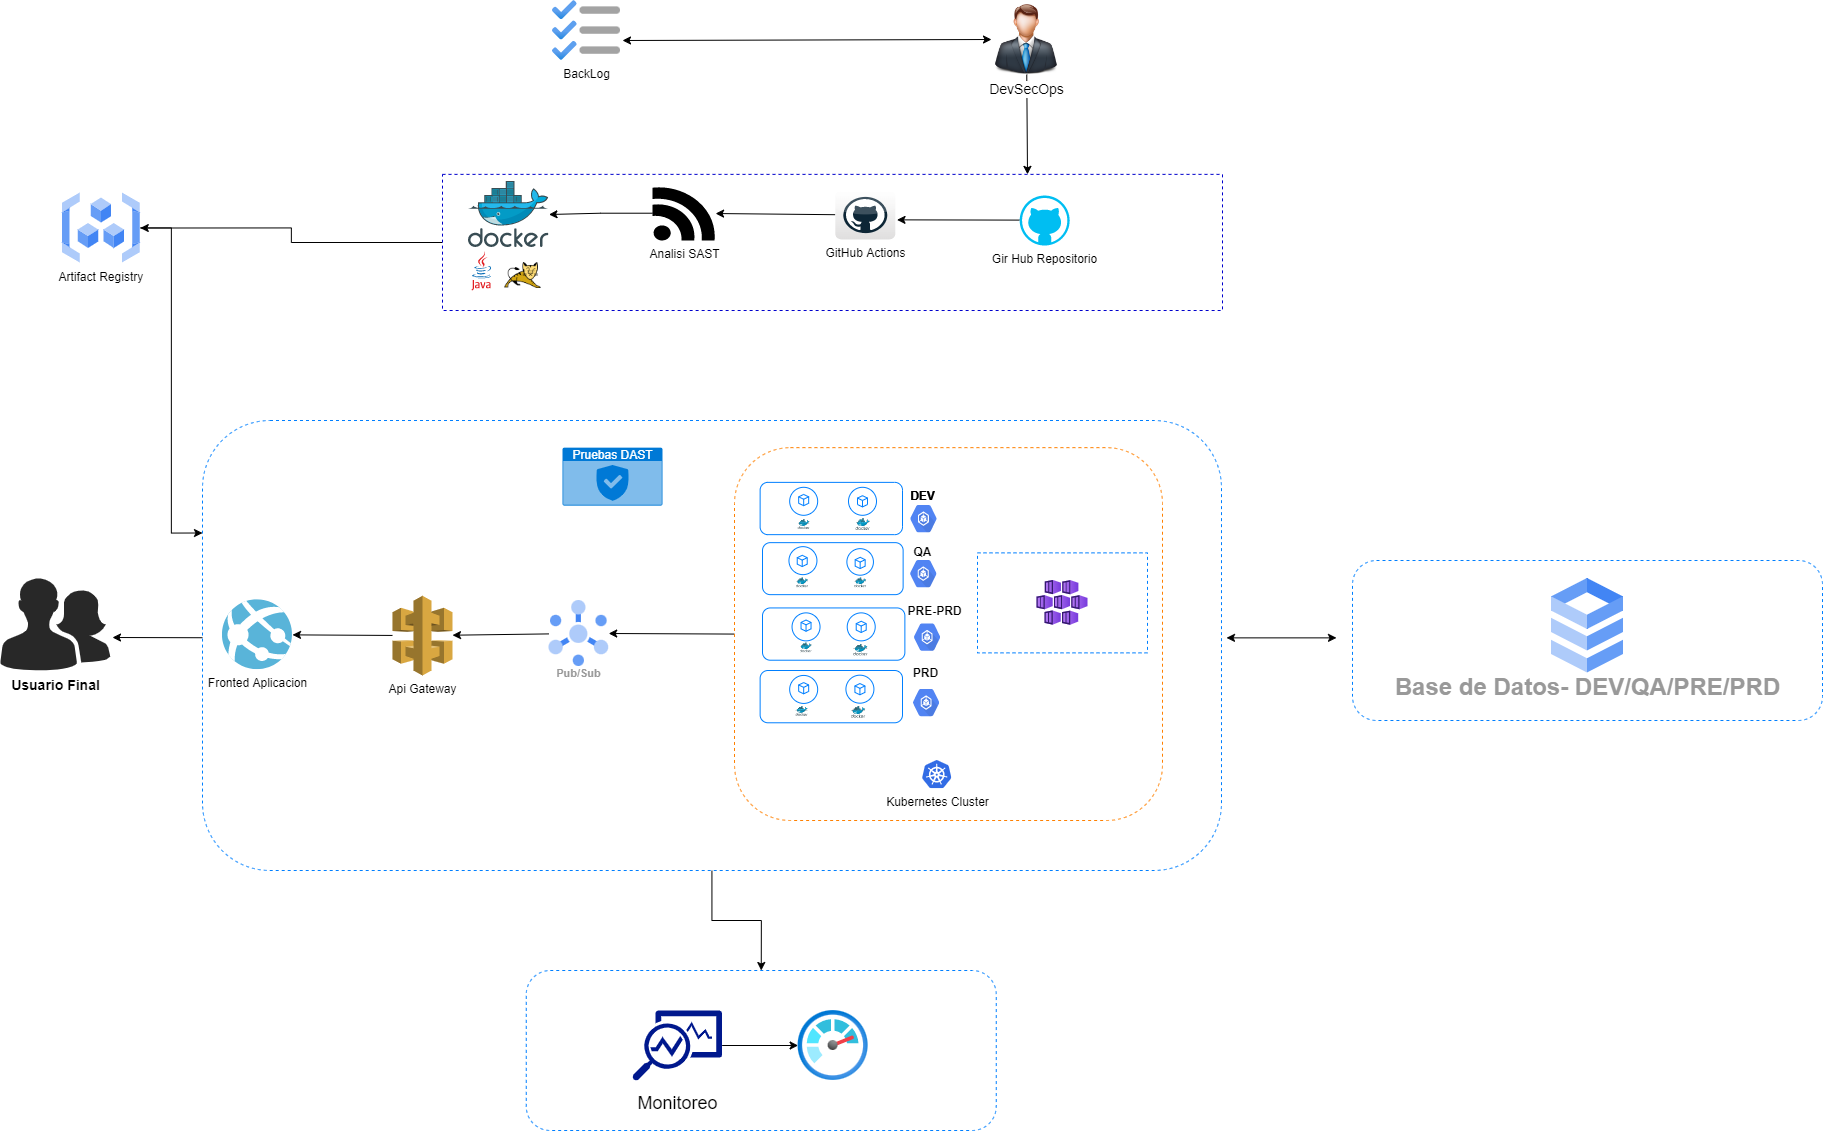 BackLog
DevSecOps
docker
Java
Analisi SAST
GitHub Actions
Gir Hub Repositorio
Artifact Registry
Pruebas DAST
DEV
QA
PRE-PRD
PRD
Kubernetes Cluster
Usuario Final
Fronted Aplicacion
Api Gateway
Pub/Sub
Base de Datos- DEV/QA/PRE/PRD
Monitoreo